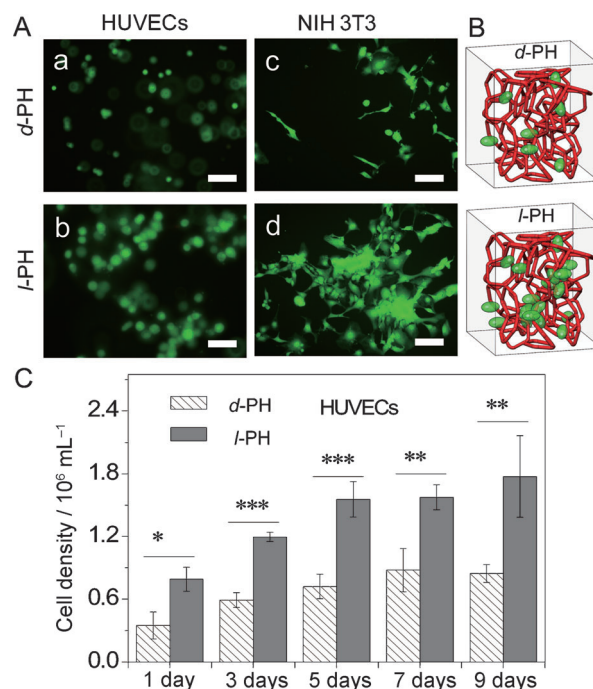 A HUVECs NIH 3T3 B
a c d-PH
d-PH
b d l-PH
l-PH
C
d-PH HUVECs
l-PH
* *** *** ** **
2.4
1.8
1.2
0.6
0.0
Cell density / 10⁶ mL⁻¹
1 day 3 days 5 days 7 days 9 days